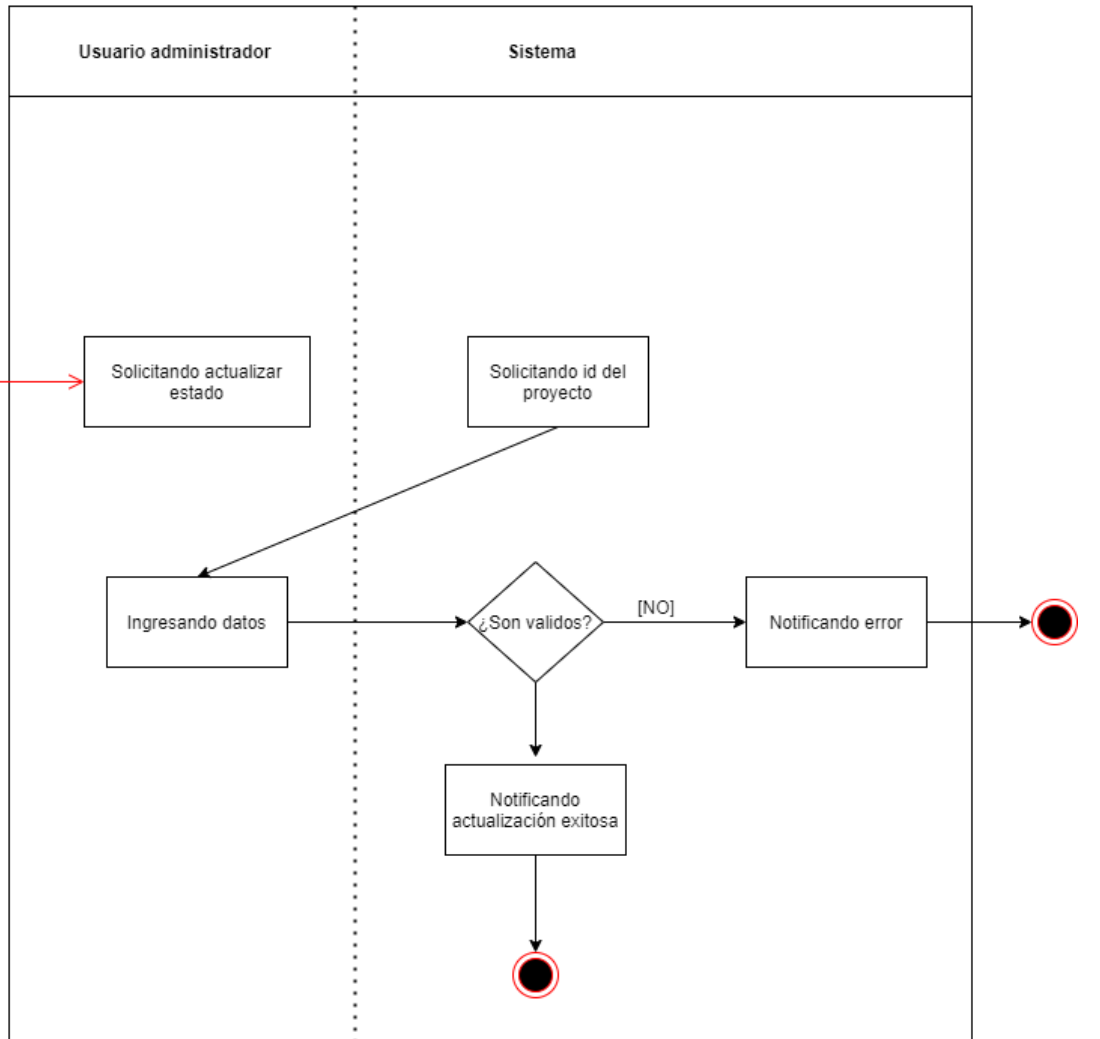 Usuario administrador
Sistema
Solicitando actualizar
estado
Solicitando id del
proyecto
Ingresando datos
¿Son validos?
[NO]
Notificando error
Notificando
actualización exitosa